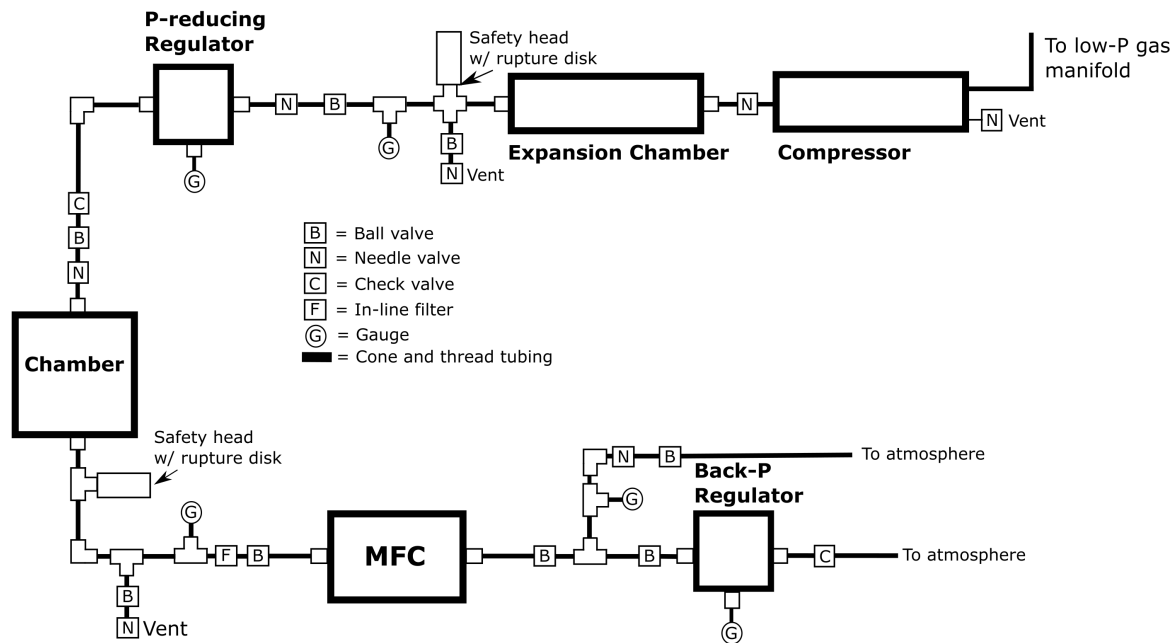 P-reducing
Regulator
Safety head
w/ rupture disk
To low-P gas
manifold
N
B
N
N Vent
G
B
N Vent
Expansion Chamber
Compressor
G
C
B
N
B = Ball valve
N = Needle valve
C = Check valve
F = In-line filter
G = Gauge
= Cone and thread tubing
Chamber
Safety head
w/ rupture disk
N
B
To atmosphere
Back-P
Regulator
G
G
F
B
MFC
B
B
C
To atmosphere
B
N Vent
G